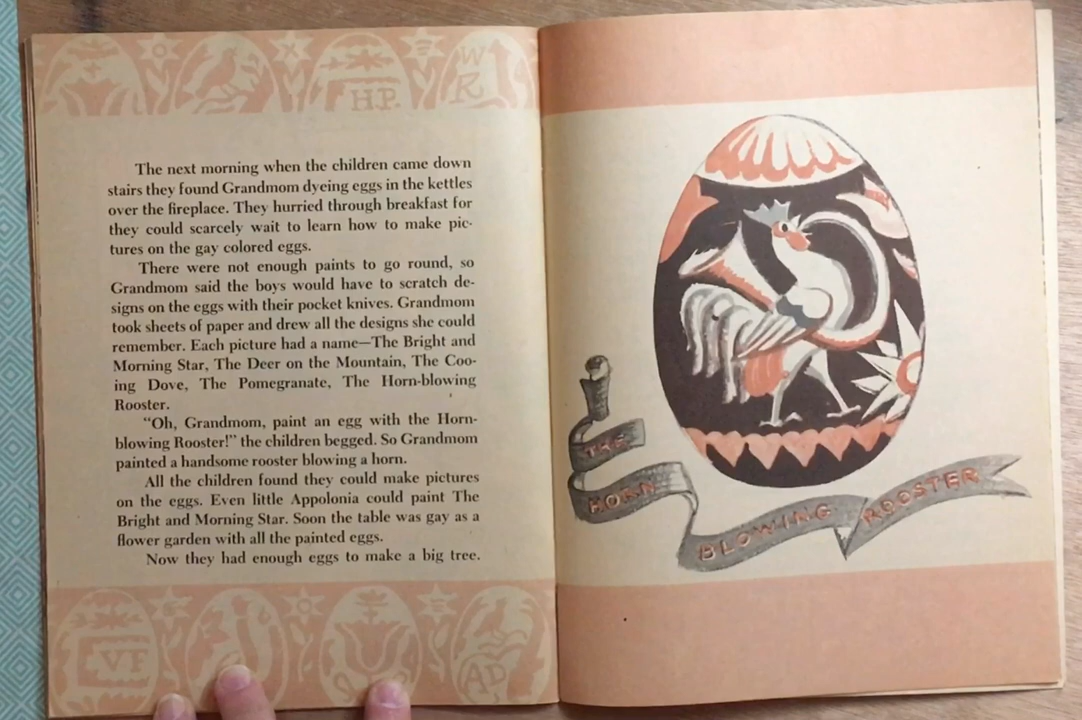 W
R
H.P.
The next morning when the children came down
stairs they found Grandmom dyeing eggs in the kettles
over the fireplace. They hurried through breakfast for
they could scarcely wait to learn how to make pic-
tures on the gay colored eggs.
There were not enough paints to go round, so
Grandmom said the boys would have to scratch de-
signs on the eggs with their pocket knives. Grandmom
took sheets of paper and drew all the designs she could
remember. Each picture had a name—The Bright and
Morning Star, The Deer on the Mountain, The Coo-
ing Dove, The Pomegranate, The Horn-blowing
Rooster.
"Oh, Grandmom, paint an egg with the Horn-
blowing Rooster!" the children begged. So Grandmom
painted a handsome rooster blowing a horn.
All the children found they could make pictures
on the eggs. Even little Appolonia could paint The
Bright and Morning Star. Soon the table was gay as a
flower garden with all the painted eggs.
Now they had enough eggs to make a big tree.
VF
AD
THE
HORN
BLOWING ROOSTER